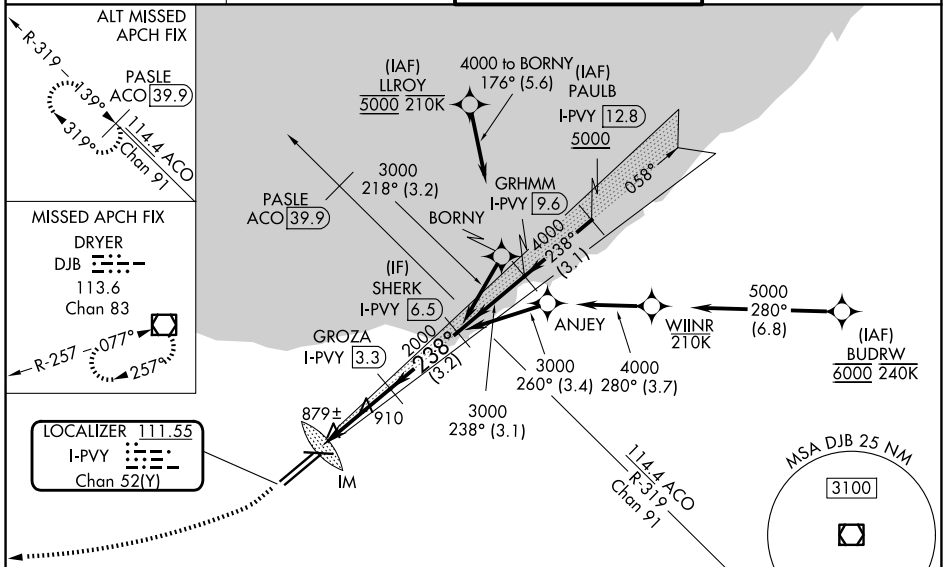 ALT MISSED
APCH FIX
R-319
139°
PASLE
ACO 39.9
319°
114.4 ACO
Chan 91
MISSED APCH FIX
DRYER
DJB
113.6
Chan 83
R-257
077°
257°
LOCALIZER 111.55
I-PVY
Chan 52(Y)
(IAF)
LLROY
5000 210K
4000 to BORNY
176° (5.6)
(IAF)
PAULB
I-PVY 12.8
5000
058°
3000
218° (3.2)
GRHMM
I-PVY 9.6
PASLE
ACO 39.9
BORNY
4000
238°
(3.1)
(IF)
SHERK
I-PVY 6.5
GROZA
I-PVY 3.3
2000
238°
(3.2)
ANJEY
WIINR
210K
5000
280°
(6.8)
(IAF)
BUDRW
6000 240K
3000
260° (3.4)
4000
280° (3.7)
3000
238° (3.1)
879±
910
IM
114.4 ACO
R-319
Chan 91
MSA DJB 25 NM
3100